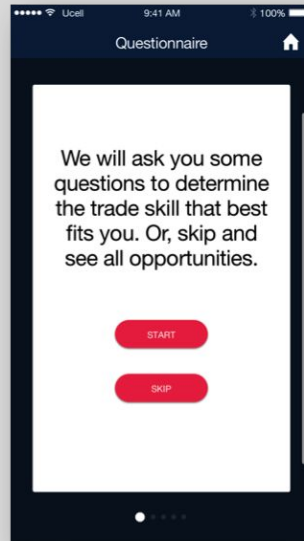 Ucell 9:41 AM 100%
Questionnaire
We will ask you some
questions to determine
the trade skill that best
fits you. Or, skip and
see all opportunities.
START
SKIP